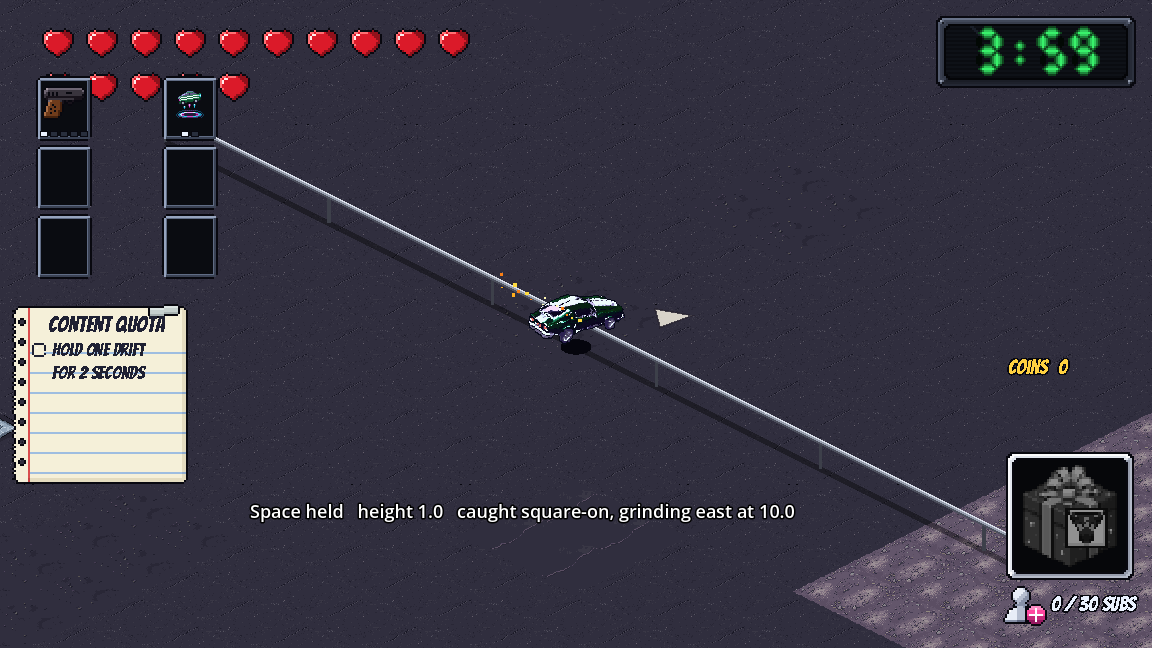 3:59
CONTENT QUOTA
HOLD ONE DRIFT
FOR 2 SECONDS
COINS 0
Space held height 1.0 caught square-on, grinding east at 10.0
0 / 30 SUBS